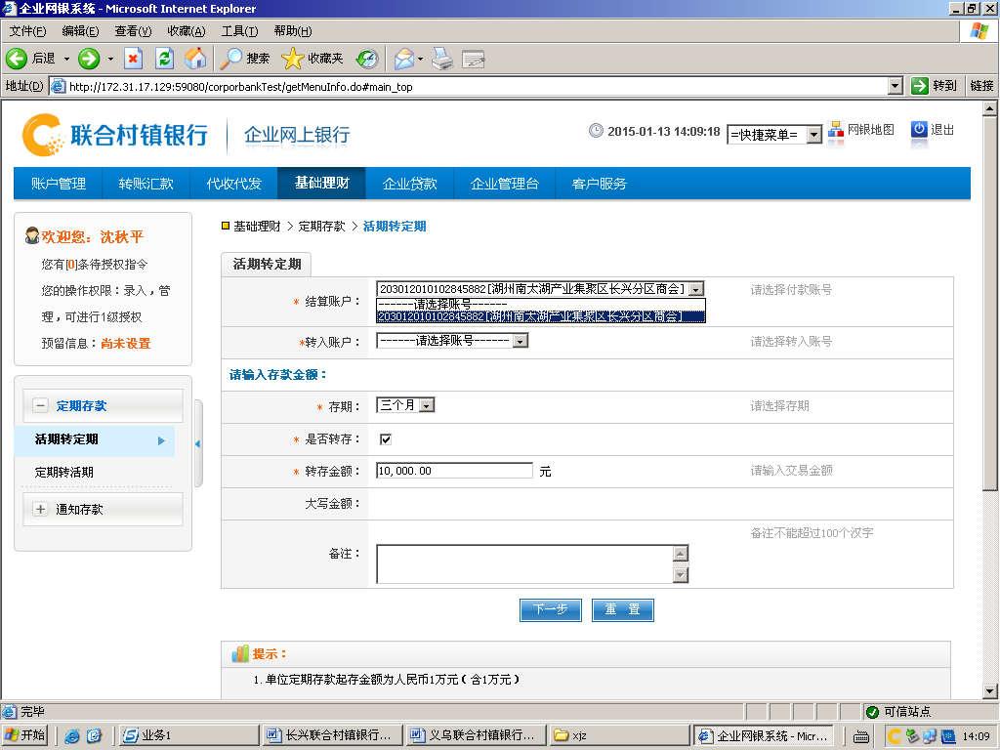 企业网银系统 - Microsoft Internet Explorer
文件(F) 编辑(E) 查看(V) 收藏(A) 工具(T) 帮助(H)
后退 搜索 收藏夹
地址(D) http://172.31.17.129:59080/corporbankTest/getMenuInfo.do#main_top 转到 链接
联合村镇银行 企业网上银行 2015-01-13 14:09:18 =快捷菜单= 网银地图 退出
账户管理 转账汇款 代收代发 基础理财 企业贷款 企业管理台 客户服务
欢迎您：沈秋平
您有[0]条待授权指令
您的操作权限：录入，管
理，可进行1级授权
预留信息：尚未设置
定期存款
活期转定期
定期转活期
通知存款
基础理财 > 定期存款 > 活期转定期
活期转定期
* 结算账户： 203012010102845882[湖州南太湖产业集聚区长兴分区商会] 请选择付款账号
------请选择账号------
203012010102845882[湖州南太湖产业集聚区长兴分区商会]
*转入账户： ------请选择账号------ 请选择转入账号
请输入存款金额：
* 存期： 三个月 请选择存期
* 是否转存：
* 转存金额： 10,000.00 元 请输入交易金额
大写金额：
备注： 备注不能超过100个汉字
下一步 重 置
提示：
1. 单位定期存款起存金额为人民币1万元（含1万元）
完毕 可信站点
开始 业务1 长兴联合村镇银行... 义乌联合村镇银行... xjz 企业网银系统 - Micr... 14:09